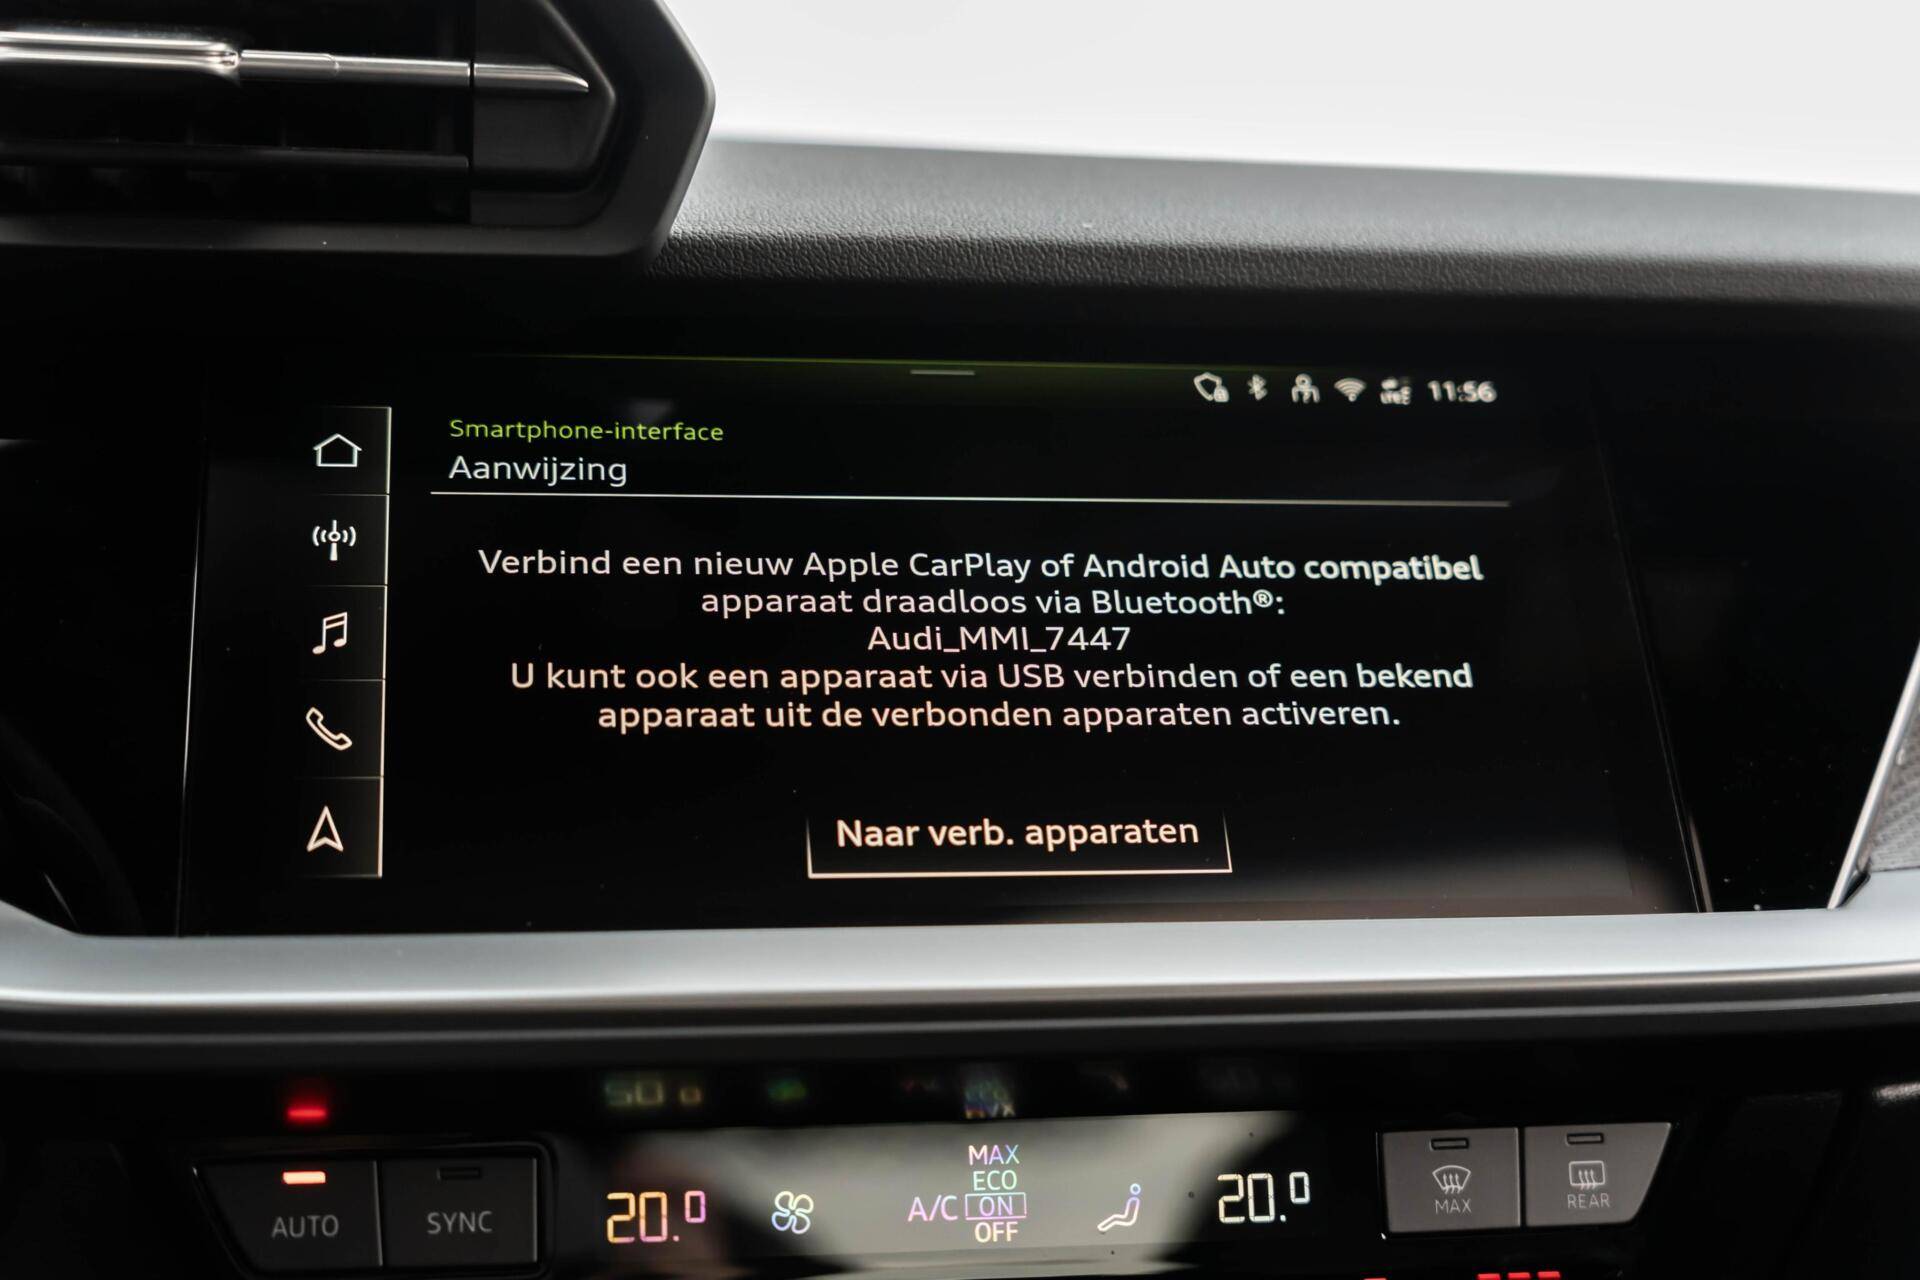 11:56
Smartphone-interface
Aanwijzing
Verbind een nieuw Apple CarPlay of Android Auto compatibel
apparaat draadloos via Bluetooth®:
Audi_MMI_7447
U kunt ook een apparaat via USB verbinden of een bekend
apparaat uit de verbonden apparaten activeren.
Naar verb. apparaten
AUTO
SYNC
20.0
MAX
ECO
A/C ON
OFF
20.0
MAX
REAR